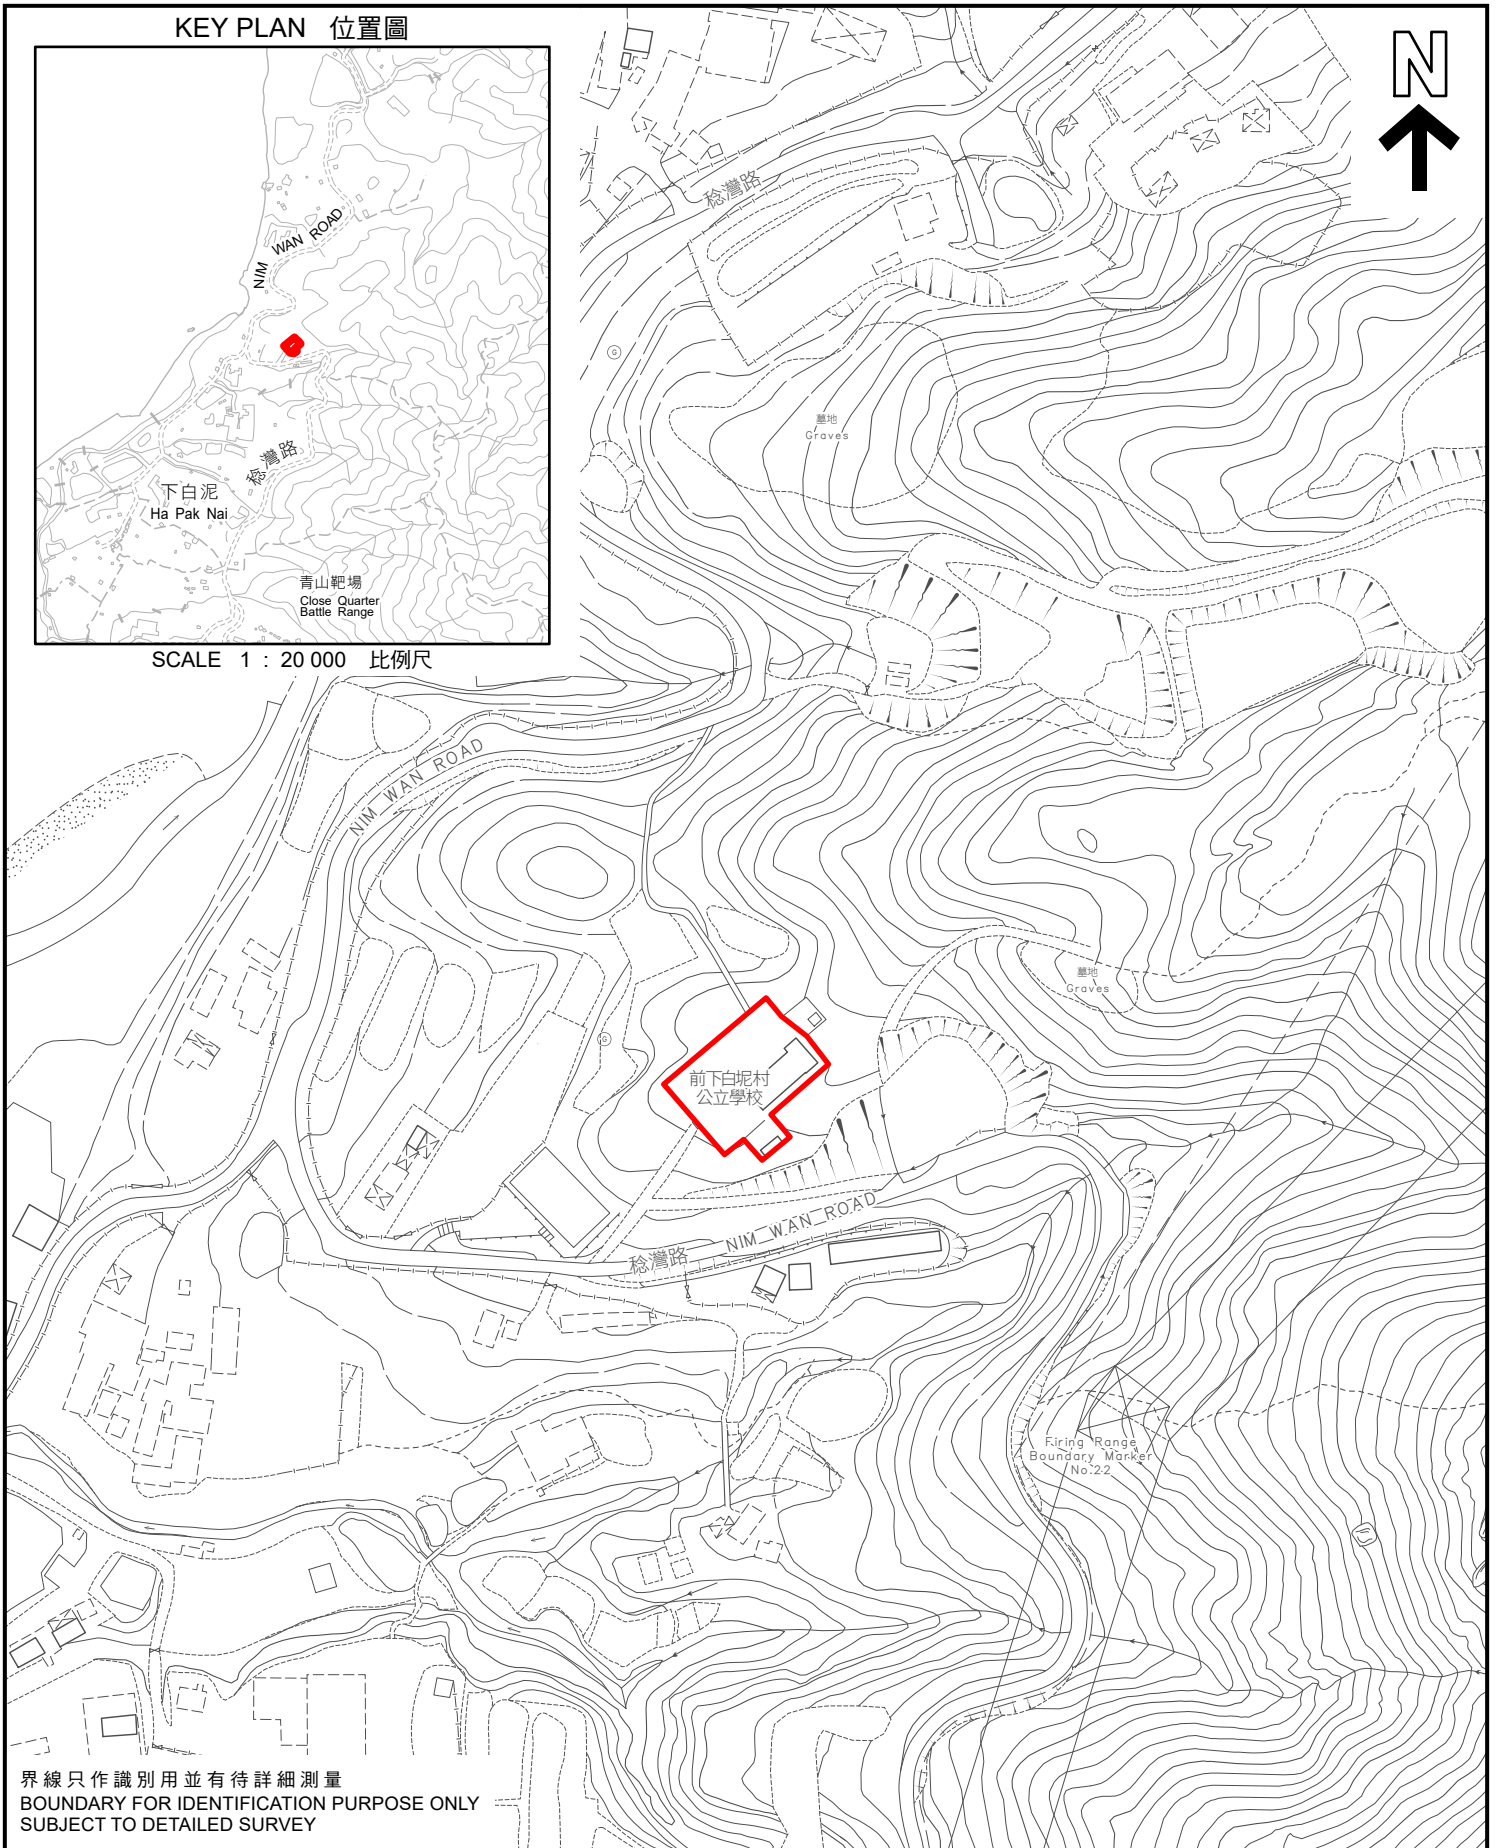 KEY PLAN 位置圖
N
NIM WAN ROAD
稔灣路
下白泥
Ha Pak Nai
青山靶場
Close Quarter
Battle Range
SCALE 1 : 20 000 比例尺
稔灣路
G
墓地
Graves
NIM WAN ROAD
墓地
Graves
G
前下白坭村
公立學校
稔灣路 NIM WAN ROAD
Firing Range
Boundary Marker
No.22
界線只作識別用並有待詳細測量
BOUNDARY FOR IDENTIFICATION PURPOSE ONLY
SUBJECT TO DETAILED SURVEY